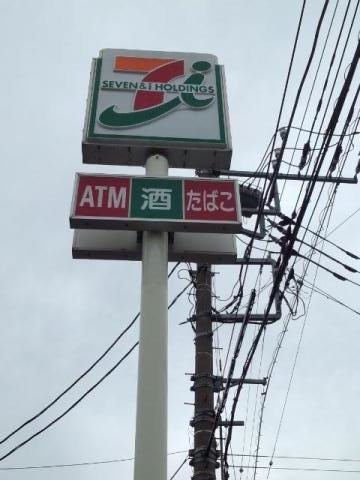 SEVEN&i HOLDINGS
ATM 酒 たばこ